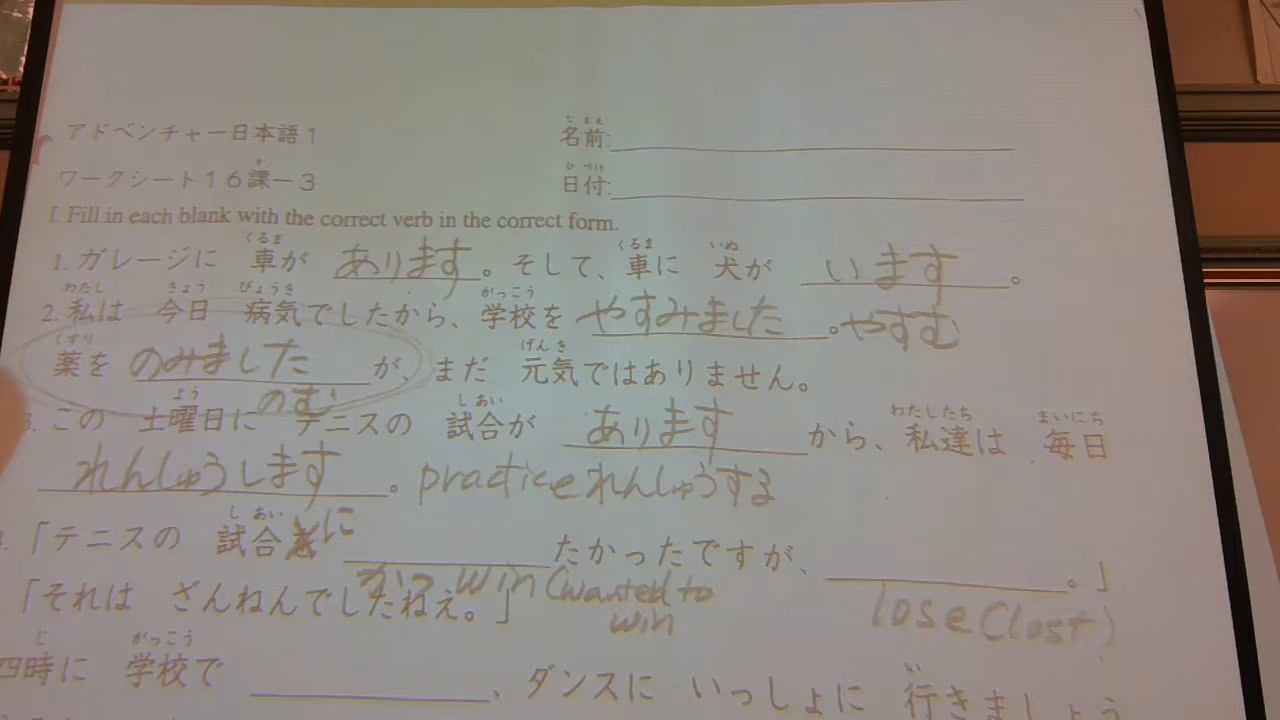 アドベンチャー日本語1 名前:
ワークシート16課ー3 日付:
I. Fill in each blank with the correct verb in the correct form.
1. ガレージに 車が あります。そして、車に 犬が います。
2. 私は 今日 病気でしたから、学校を やすみました。やすむ
薬を のみましたが、まだ 元気ではありません。
のむ
3. この 土曜日に テニスの 試合が あります から、私達は 毎日
れんしゅうします。practice れんしゅうする
「テニスの 試合に たかったですが、。」
かつ win (wanted to win) lose (lost)
「それは ざんねんでしたねえ。」
四時に 学校で 、ダンスに いっしょに 行きましょう